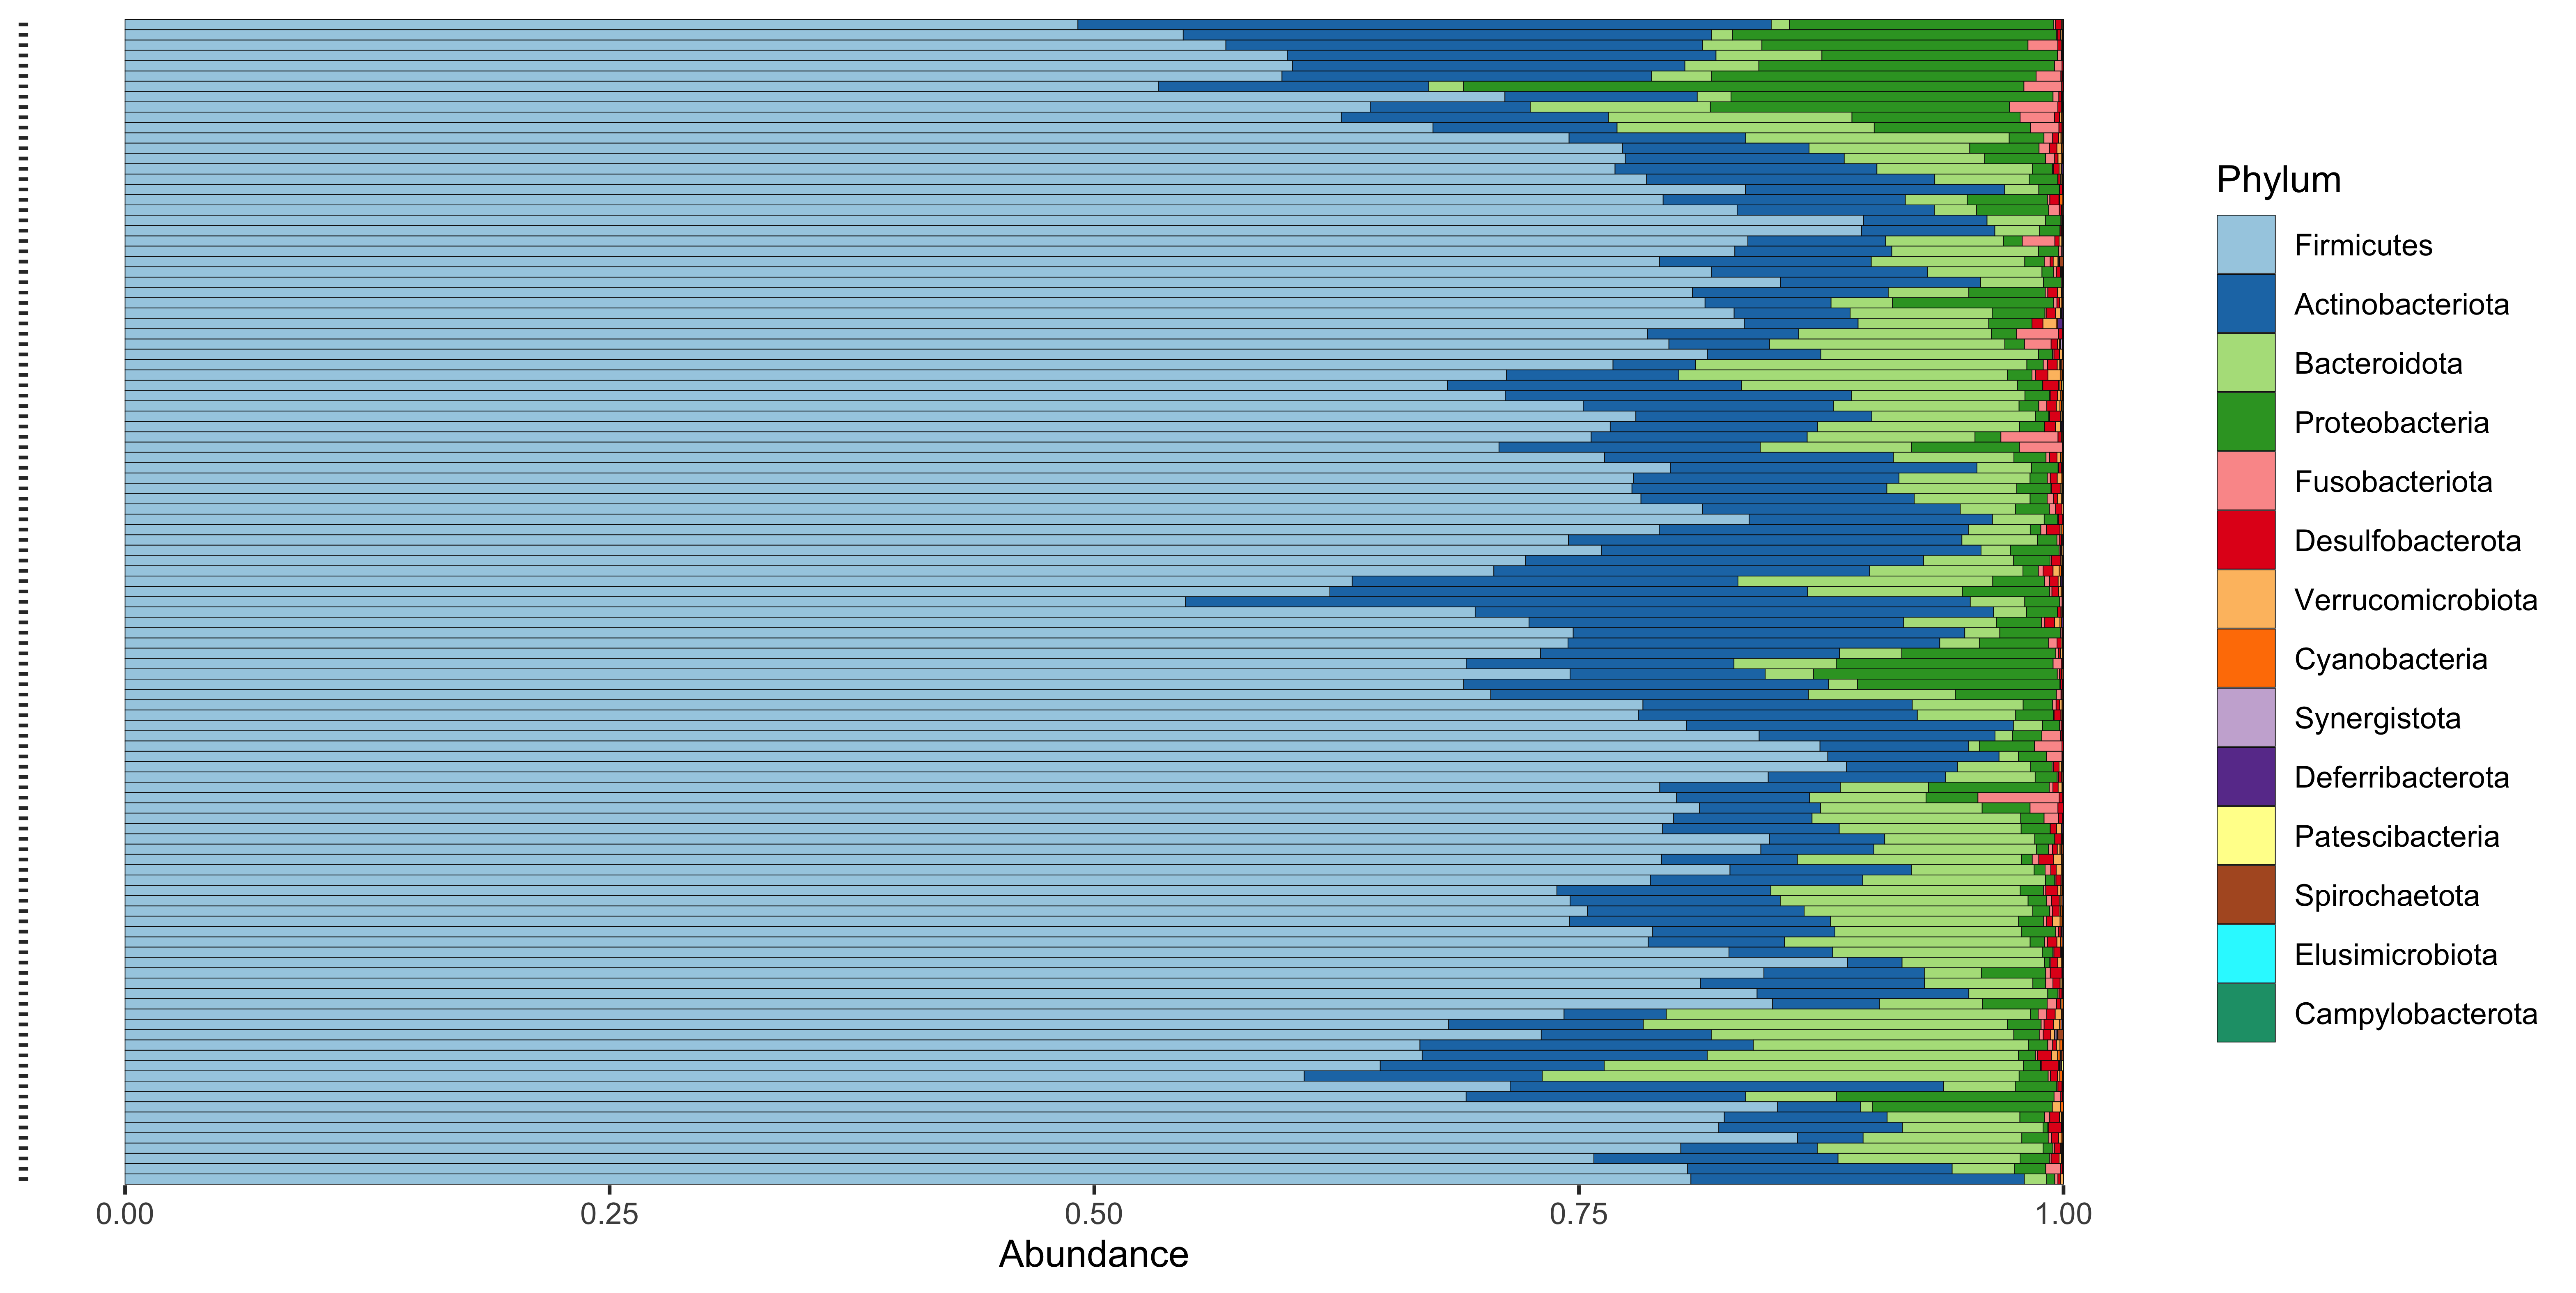 Phylum
Firmicutes
Actinobacteriota
Bacteroidota
Proteobacteria
Fusobacteriota
Desulfobacterota
Verrucomicrobiota
Cyanobacteria
Synergistota
Deferribacterota
Patescibacteria
Spirochaetota
Elusimicrobiota
Campylobacterota
0.00 0.25 0.50 0.75 1.00
Abundance